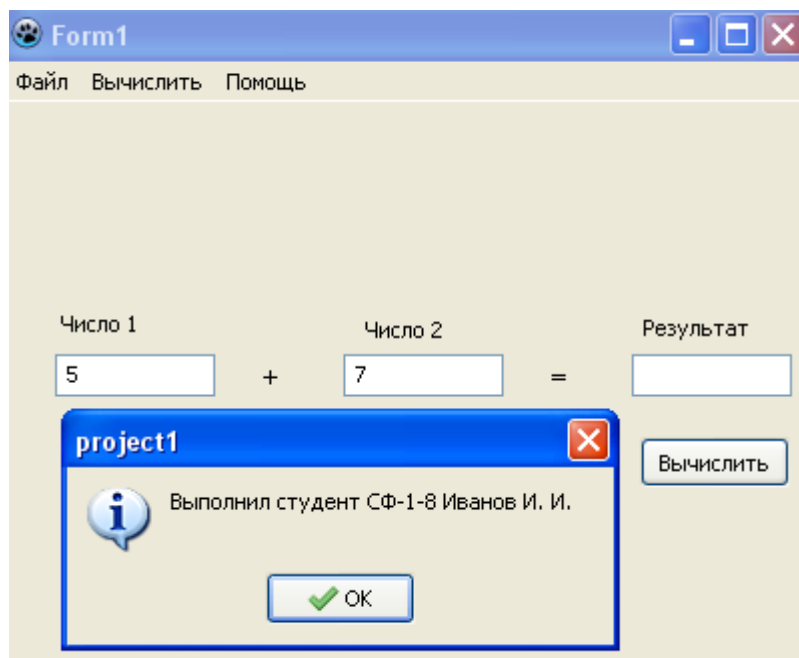 Form1
Файл Вычислить Помощь
Число 1 Число 2 Результат
5 + 7 =
project1
Вычислить
Выполнил студент СФ-1-8 Иванов И. И.
OK